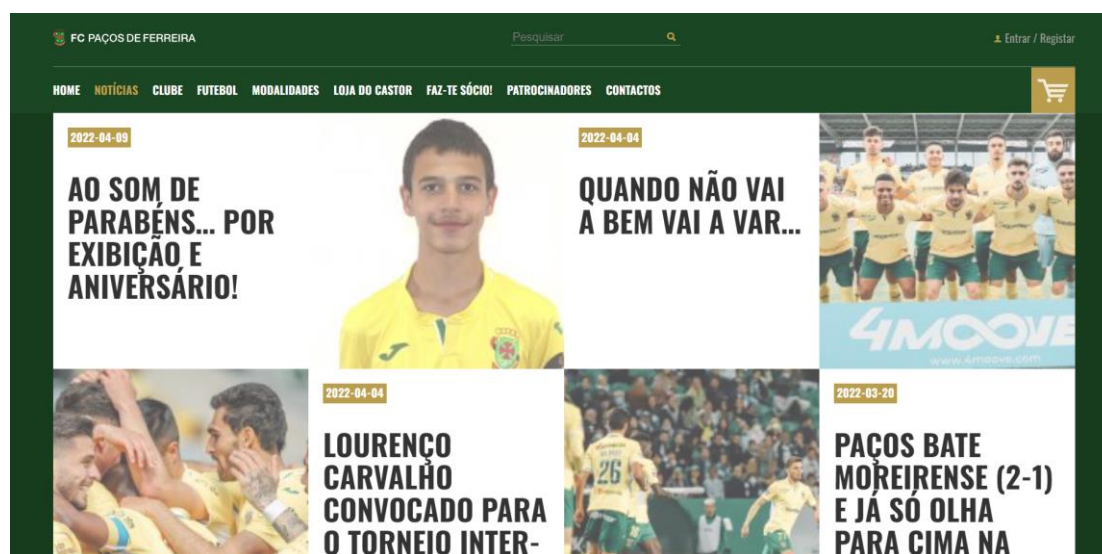 FC PAÇOS DE FERREIRA
Pesquisar
Entrar / Registar
HOME NOTÍCIAS CLUBE FUTEBOL MODALIDADES LOJA DO CASTOR FAZ-TE SÓCIO! PATROCINADORES CONTACTOS
2022-04-09
AO SOM DE
PARABÉNS... POR
EXIBIÇÃO E
ANIVERSÁRIO!
2022-04-04
QUANDO NÃO VAI
A BEM VAI A VAR...
4MOOVE
www.4moove.com
2022-04-04
LOURENÇO
CARVALHO
CONVOCADO PARA
O TORNEIO INTER-
26
2022-03-20
PAÇOS BATE
MOREIRENSE (2-1)
E JÁ SÓ OLHA
PARA CIMA NA